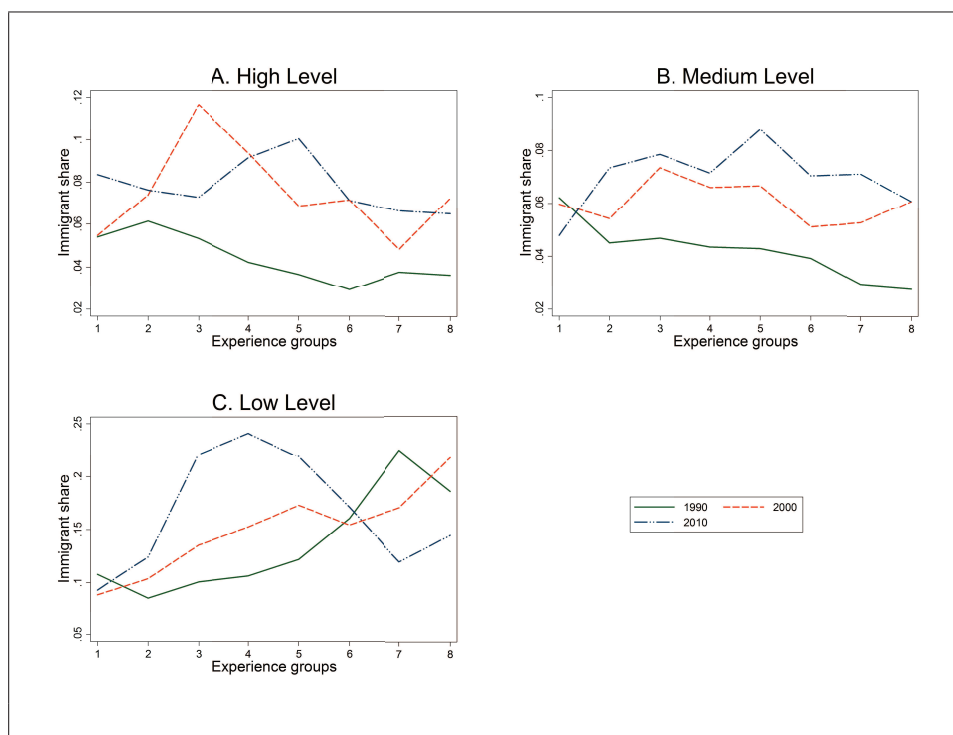 A. High Level
Immigrant share
.02 .04 .06 .08 .1 .12
1 2 3 4 5 6 7 8
Experience groups
B. Medium Level
Immigrant share
.02 .04 .06 .08 .1
1 2 3 4 5 6 7 8
Experience groups
C. Low Level
Immigrant share
.05 .1 .15 .2 .25
1 2 3 4 5 6 7 8
Experience groups
1990 2000
2010